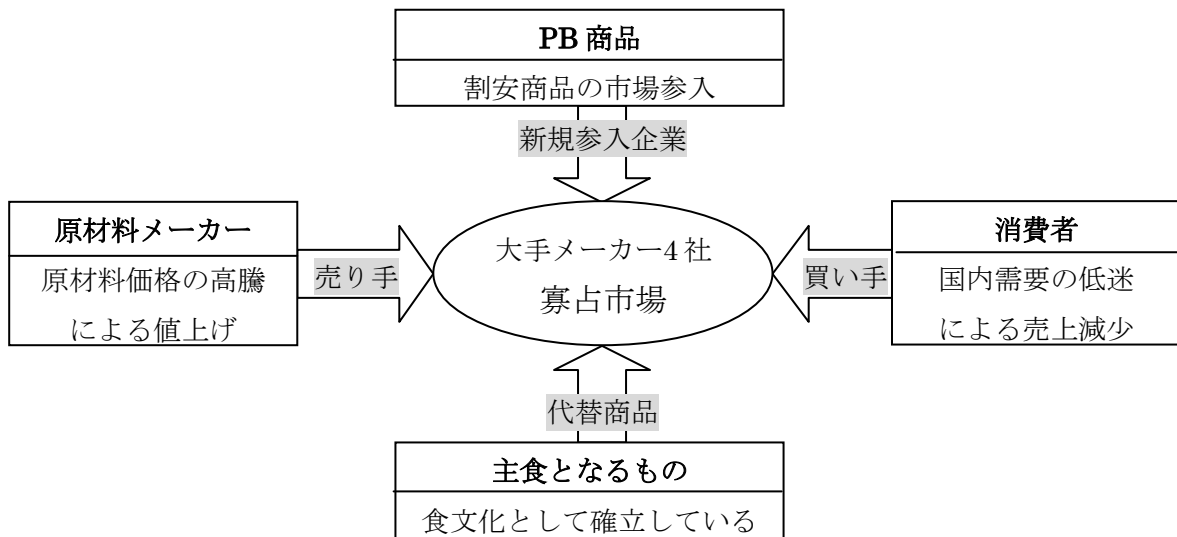 PB 商品
割安商品の市場参入
新規参入企業
原材料メーカー
原材料価格の高騰
による値上げ
売り手
大手メーカー4 社
寡占市場
買い手
消費者
国内需要の低迷
による売上減少
代替商品
主食となるもの
食文化として確立している